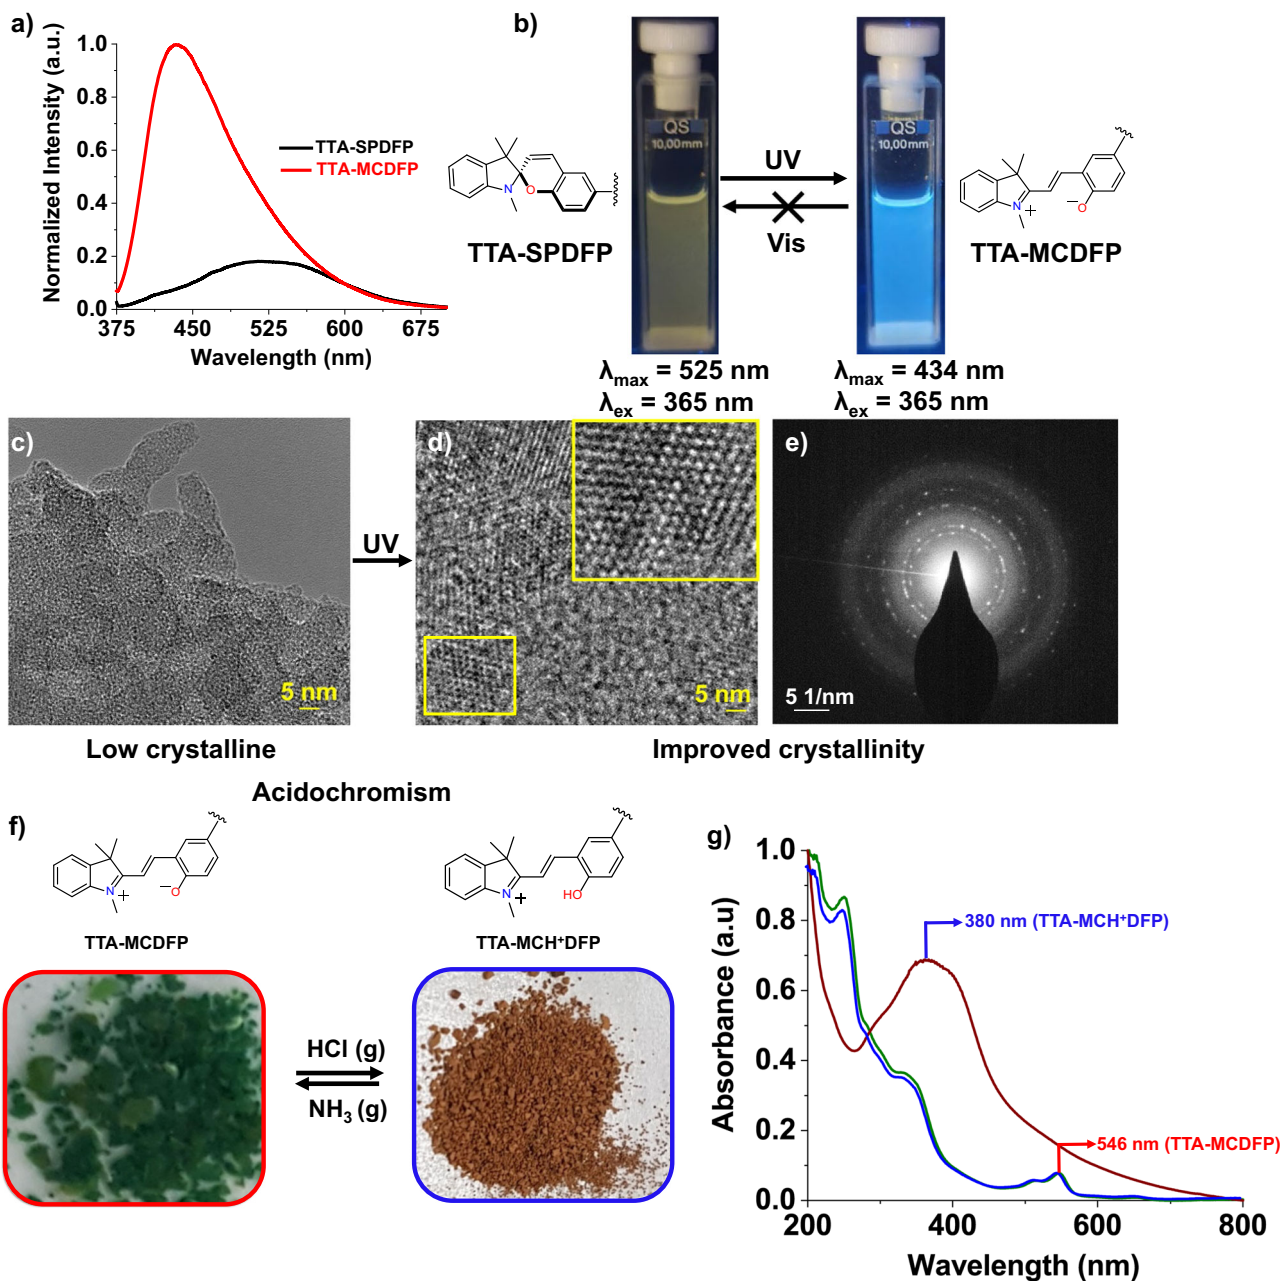 a)
Normalized Intensity (a.u.)
1.0
0.8
0.6
0.4
0.2
0.0
375 450 525 600 675
Wavelength (nm)
TTA-SPDFP
TTA-MCDFP
b)
N
O
TTA-SPDFP
QS
10,00mm
UV
Vis
QS
10,00mm
N
+
O
−
TTA-MCDFP
λmax = 525 nm
λex = 365 nm
λmax = 434 nm
λex = 365 nm
c)
5 nm
UV
d)
5 nm
e)
5 1/nm
Low crystalline
Improved crystallinity
Acidochromism
f)
N
+
O
−
TTA-MCDFP
N
+
HO
TTA-MCH⁺DFP
HCl (g)
NH₃ (g)
g)
Absorbance (a.u)
1.0
0.8
0.6
0.4
0.2
0.0
200 400 600 800
Wavelength (nm)
380 nm (TTA-MCH⁺DFP)
546 nm (TTA-MCDFP)